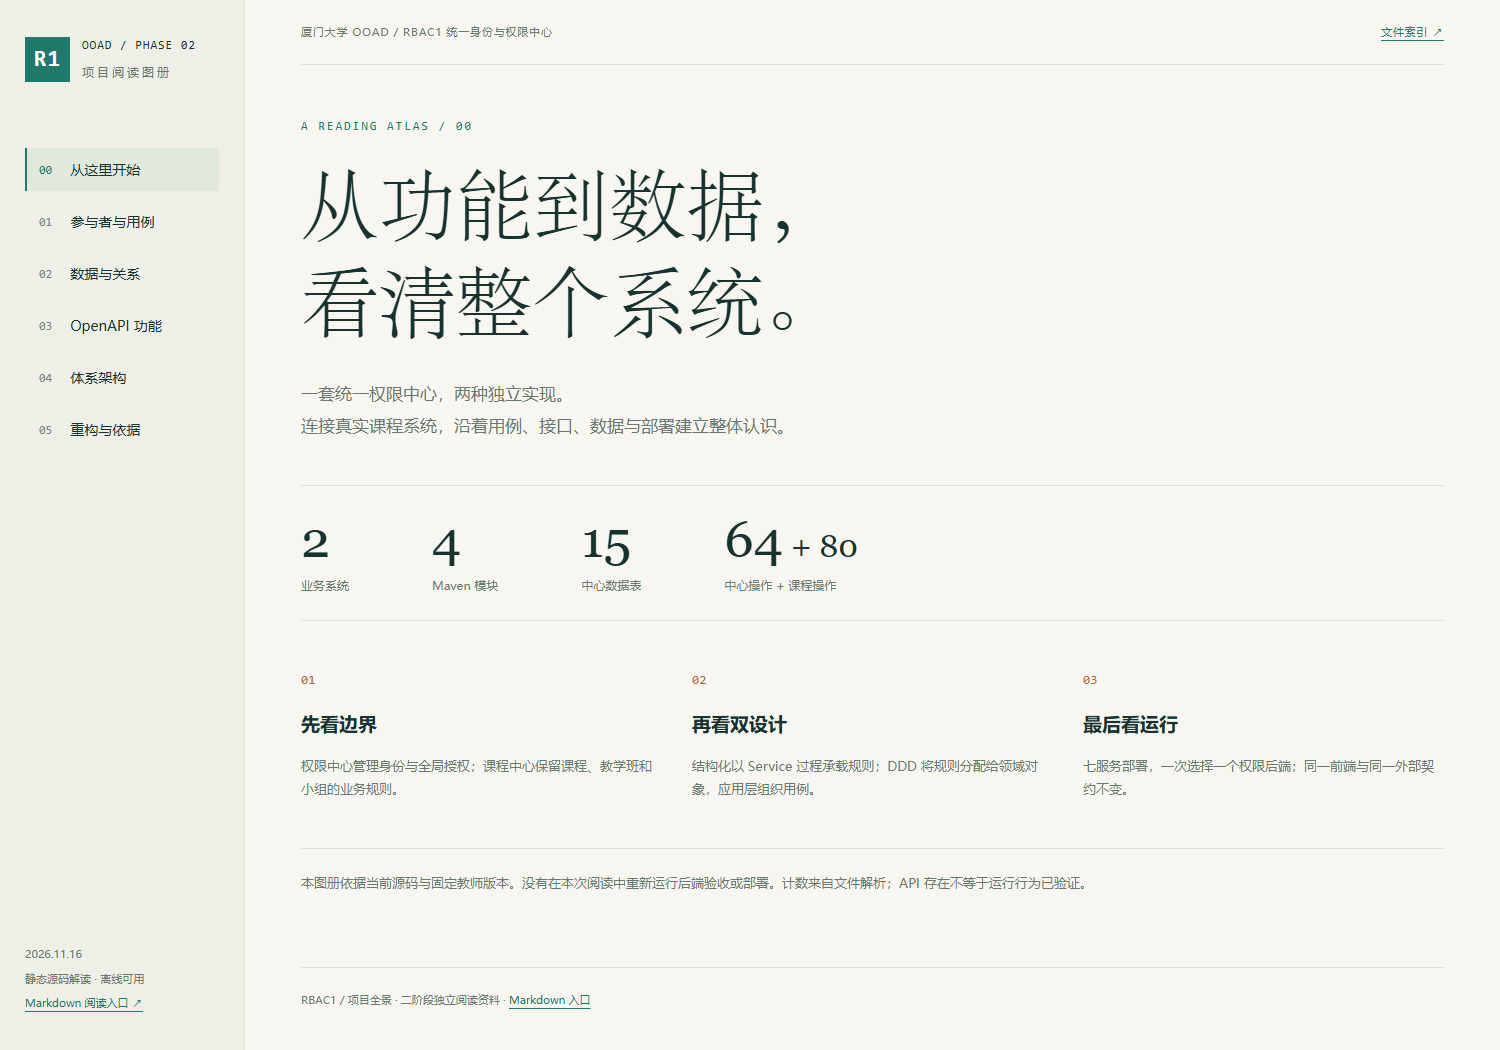 R1
OOAD / PHASE 02
项目阅读图册
00 从这里开始
01 参与者与用例
02 数据与关系
03 OpenAPI 功能
04 体系架构
05 重构与依据
2026.11.16
静态源码解读 · 离线可用
Markdown 阅读入口 ↗
厦门大学 OOAD / RBAC1 统一身份与权限中心
文件索引 ↗
A READING ATLAS / 00
从功能到数据，
看清整个系统。
一套统一权限中心，两种独立实现。
连接真实课程系统，沿着用例、接口、数据与部署建立整体认识。
2
业务系统
4
Maven 模块
15
中心数据表
64 + 80
中心操作 + 课程操作
01
先看边界
权限中心管理身份与全局授权；课程中心保留课程、教学班和
小组的业务规则。
02
再看双设计
结构化以 Service 过程承载规则；DDD 将规则分配给领域对
象，应用层组织用例。
03
最后看运行
七服务部署，一次选择一个权限后端；同一前端与同一外部契
约不变。
本图册依据当前源码与固定教师版本。没有在本次阅读中重新运行后端验收或部署。计数来自文件解析；API 存在不等于运行行为已验证。
RBAC1 / 项目全景 · 二阶段独立阅读资料 · Markdown 入口